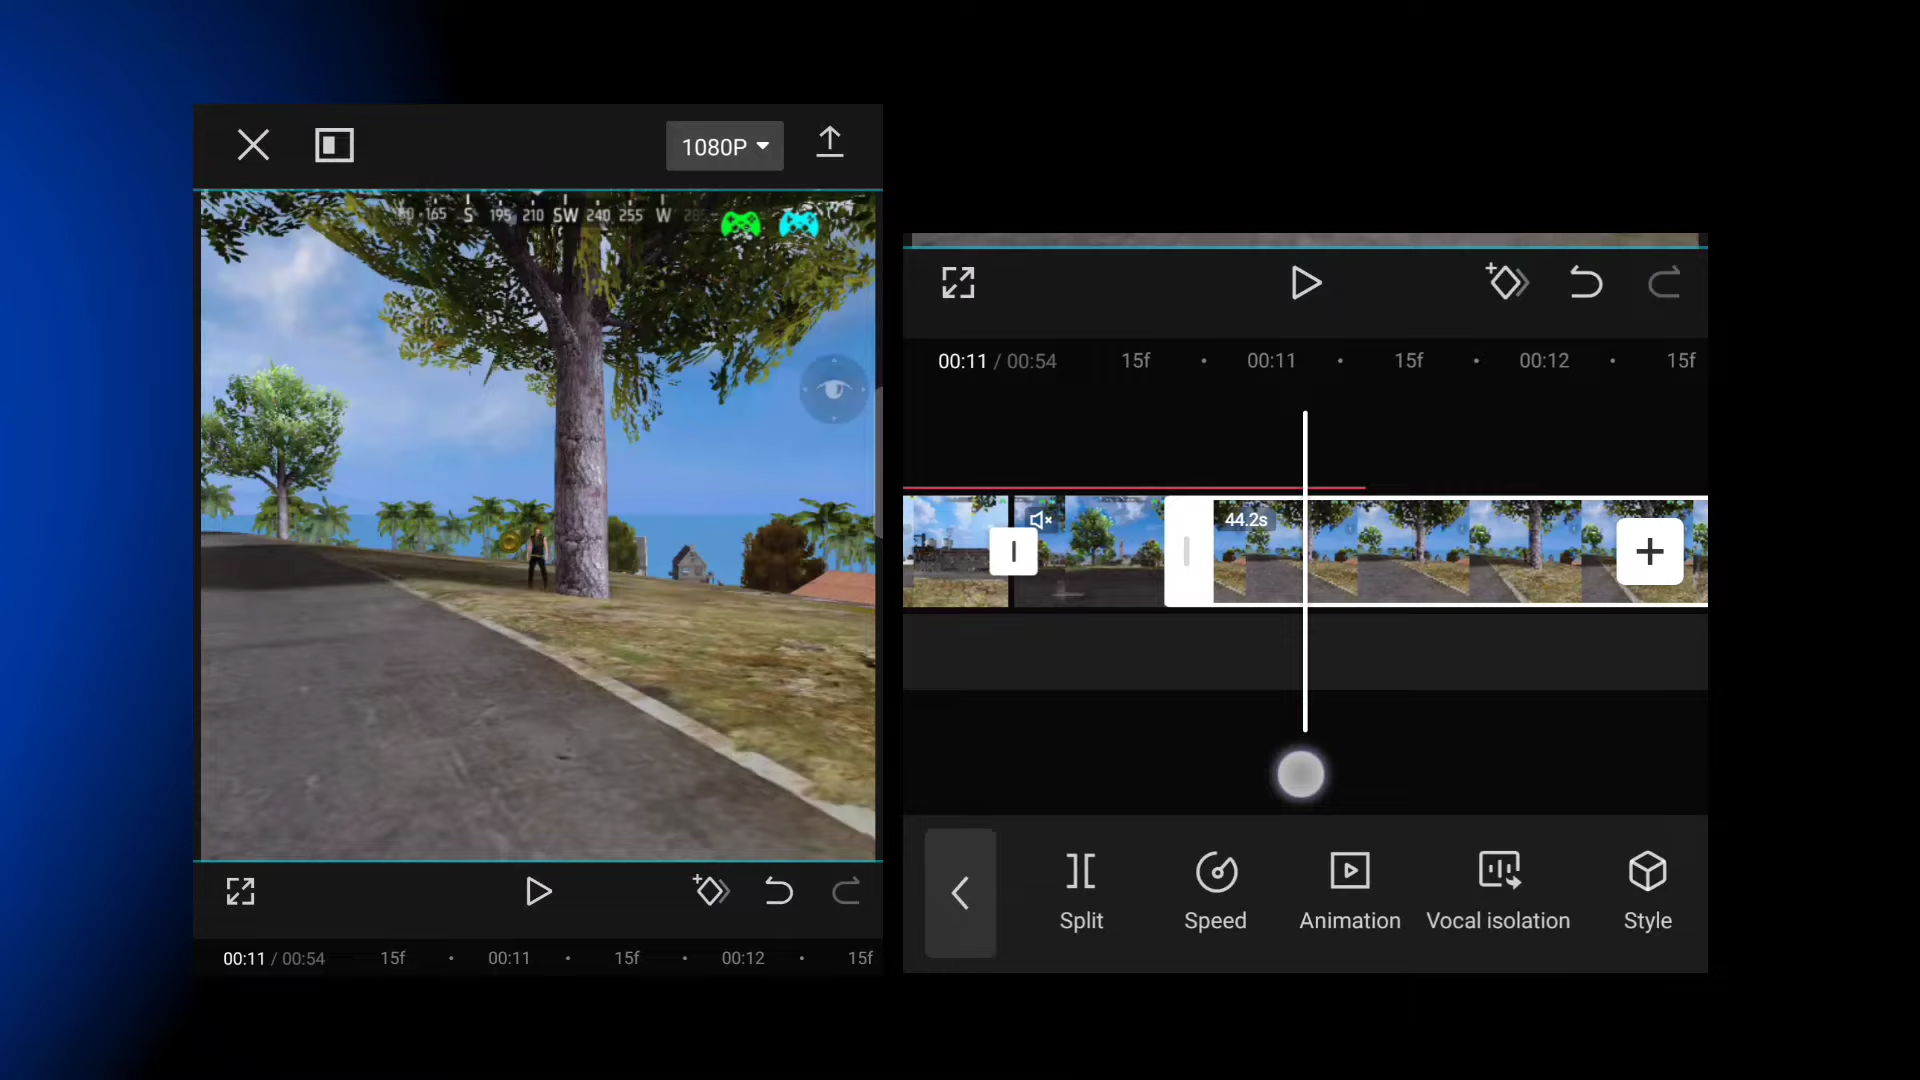 1080P
165 S 195 210 SW 240 255 W 285
00:11 / 00:54 15f 00:11 15f 00:12 15f
00:11 / 00:54 15f 00:11 15f 00:12 15f
44.2s
Split Speed Animation Vocal isolation Style